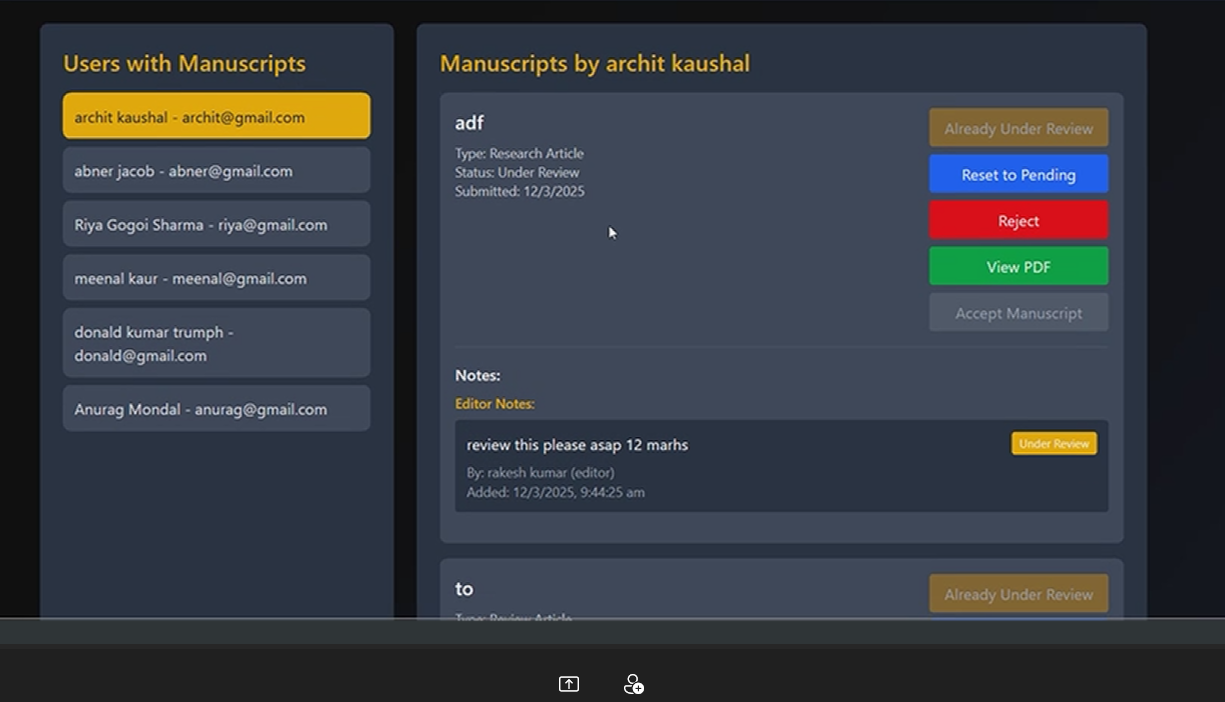 Users with Manuscripts
archit kaushal - archit@gmail.com
abner jacob - abner@gmail.com
Riya Gogoi Sharma - riya@gmail.com
meenal kaur - meenal@gmail.com
donald kumar trumph -
donald@gmail.com
Anurag Mondal - anurag@gmail.com
Manuscripts by archit kaushal
adf
Type: Research Article
Status: Under Review
Submitted: 12/3/2025
Already Under Review
Reset to Pending
Reject
View PDF
Accept Manuscript
Notes:
Editor Notes:
review this please asap 12 marhs
Under Review
By: rakesh kumar (editor)
Added: 12/3/2025, 9:44:25 am
to
Already Under Review
Type: Review Article